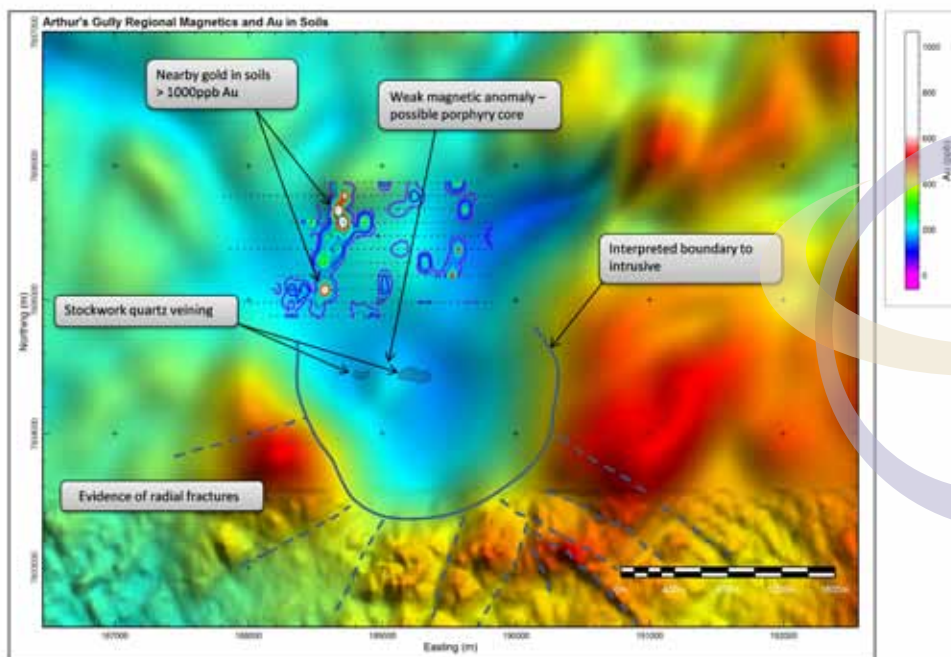 Arthur's Gully Regional Magnetics and Au in Soils
Nearby gold in soils
> 1000ppb Au
Weak magnetic anomaly –
possible porphyry core
Interpreted boundary to
intrusive
Stockwork quartz veining
Evidence of radial fractures
Northing (m)
187000
188000
189000
190000
191000
192000
Easting (m)
1000
800
600
400
200
0
Au (ppb)